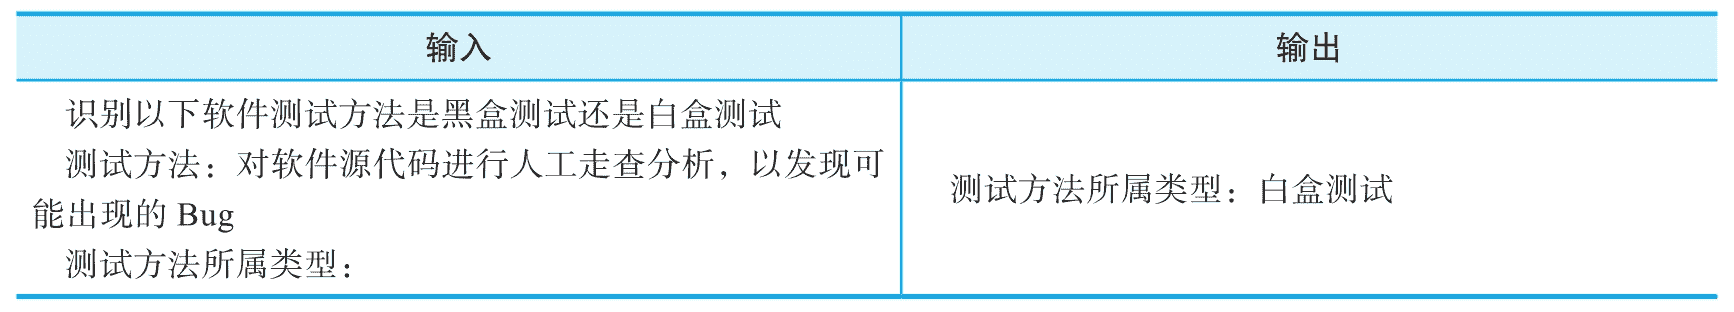 输入
输出
识别以下软件测试方法是黑盒测试还是白盒测试
测试方法：对软件源代码进行人工走查分析，以发现可
能出现的 Bug
测试方法所属类型：
测试方法所属类型：白盒测试